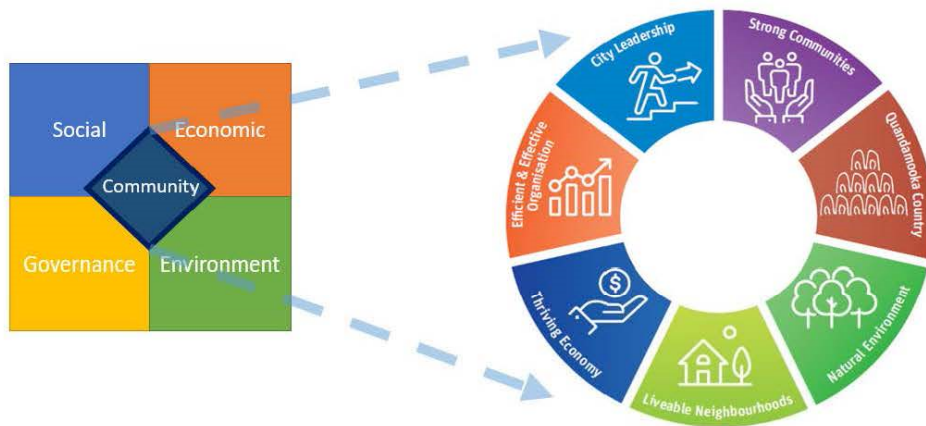 Social
Economic
Community
Governance
Environment
City Leadership
Strong Communities
Quandamooka
Country
Natural Environment
Liveable Neighbourhoods
Thriving Economy
Efficient & Effective
Organisation
$